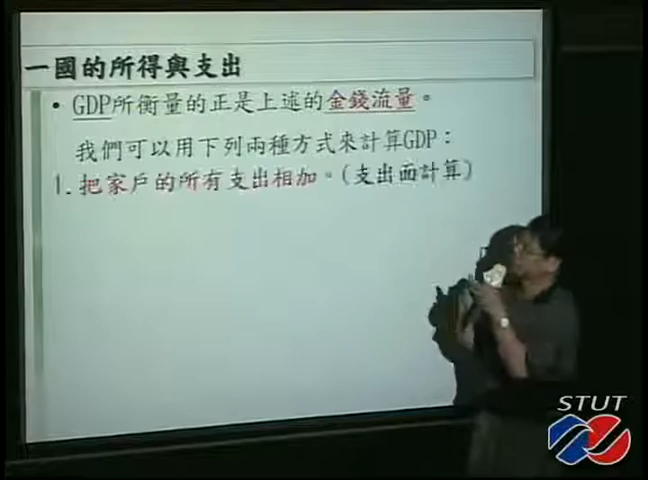 一國的所得與支出
• GDP所衡量的正是上述的金錢流量。
我們可以用下列兩種方式來計算GDP：
1. 把家戶的所有支出相加。(支出面計算)
STUT